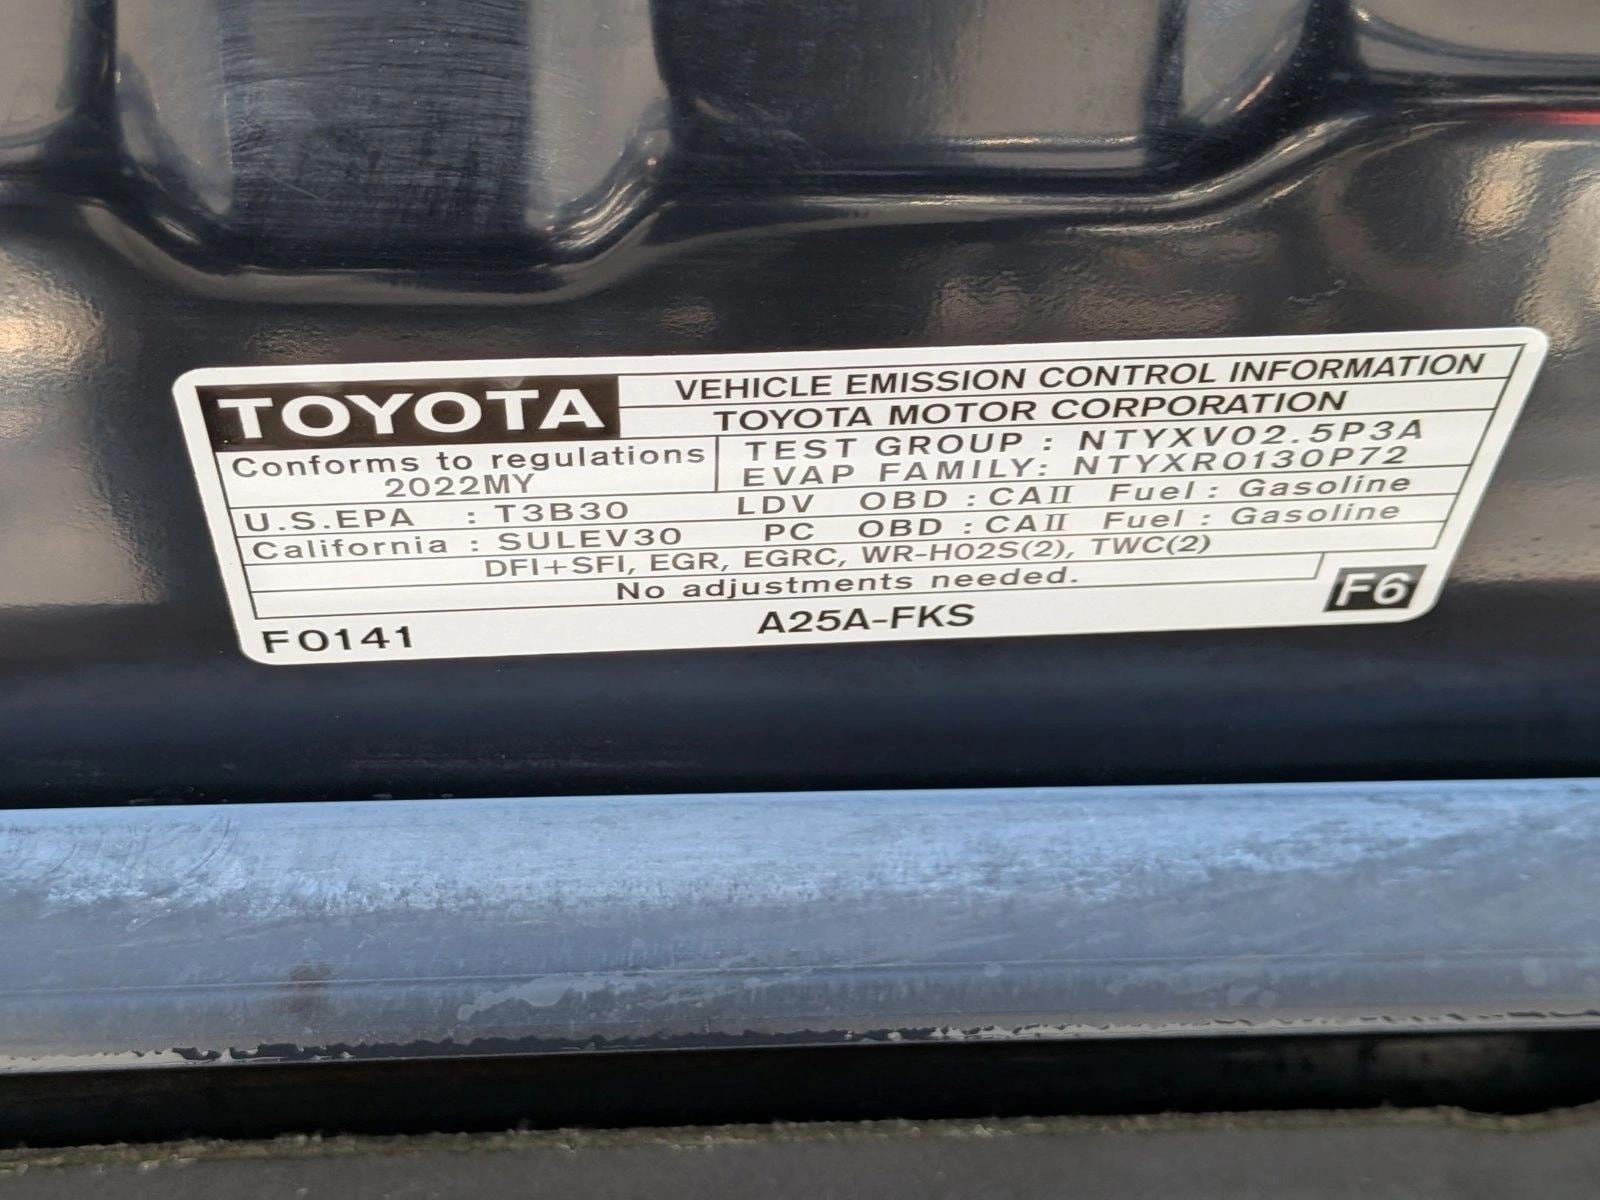 TOYOTA
VEHICLE EMISSION CONTROL INFORMATION
TOYOTA MOTOR CORPORATION
Conforms to regulations
2022MY
TEST GROUP : NTYXV02.5P3A
EVAP FAMILY: NTYXR0130P72
U.S.EPA : T3B30 LDV OBD : CAII Fuel : Gasoline
California : SULEV30 PC OBD : CAII Fuel : Gasoline
DFI+SFI, EGR, EGRC, WR-HO2S(2), TWC(2)
No adjustments needed.
F0141 A25A-FKS F6